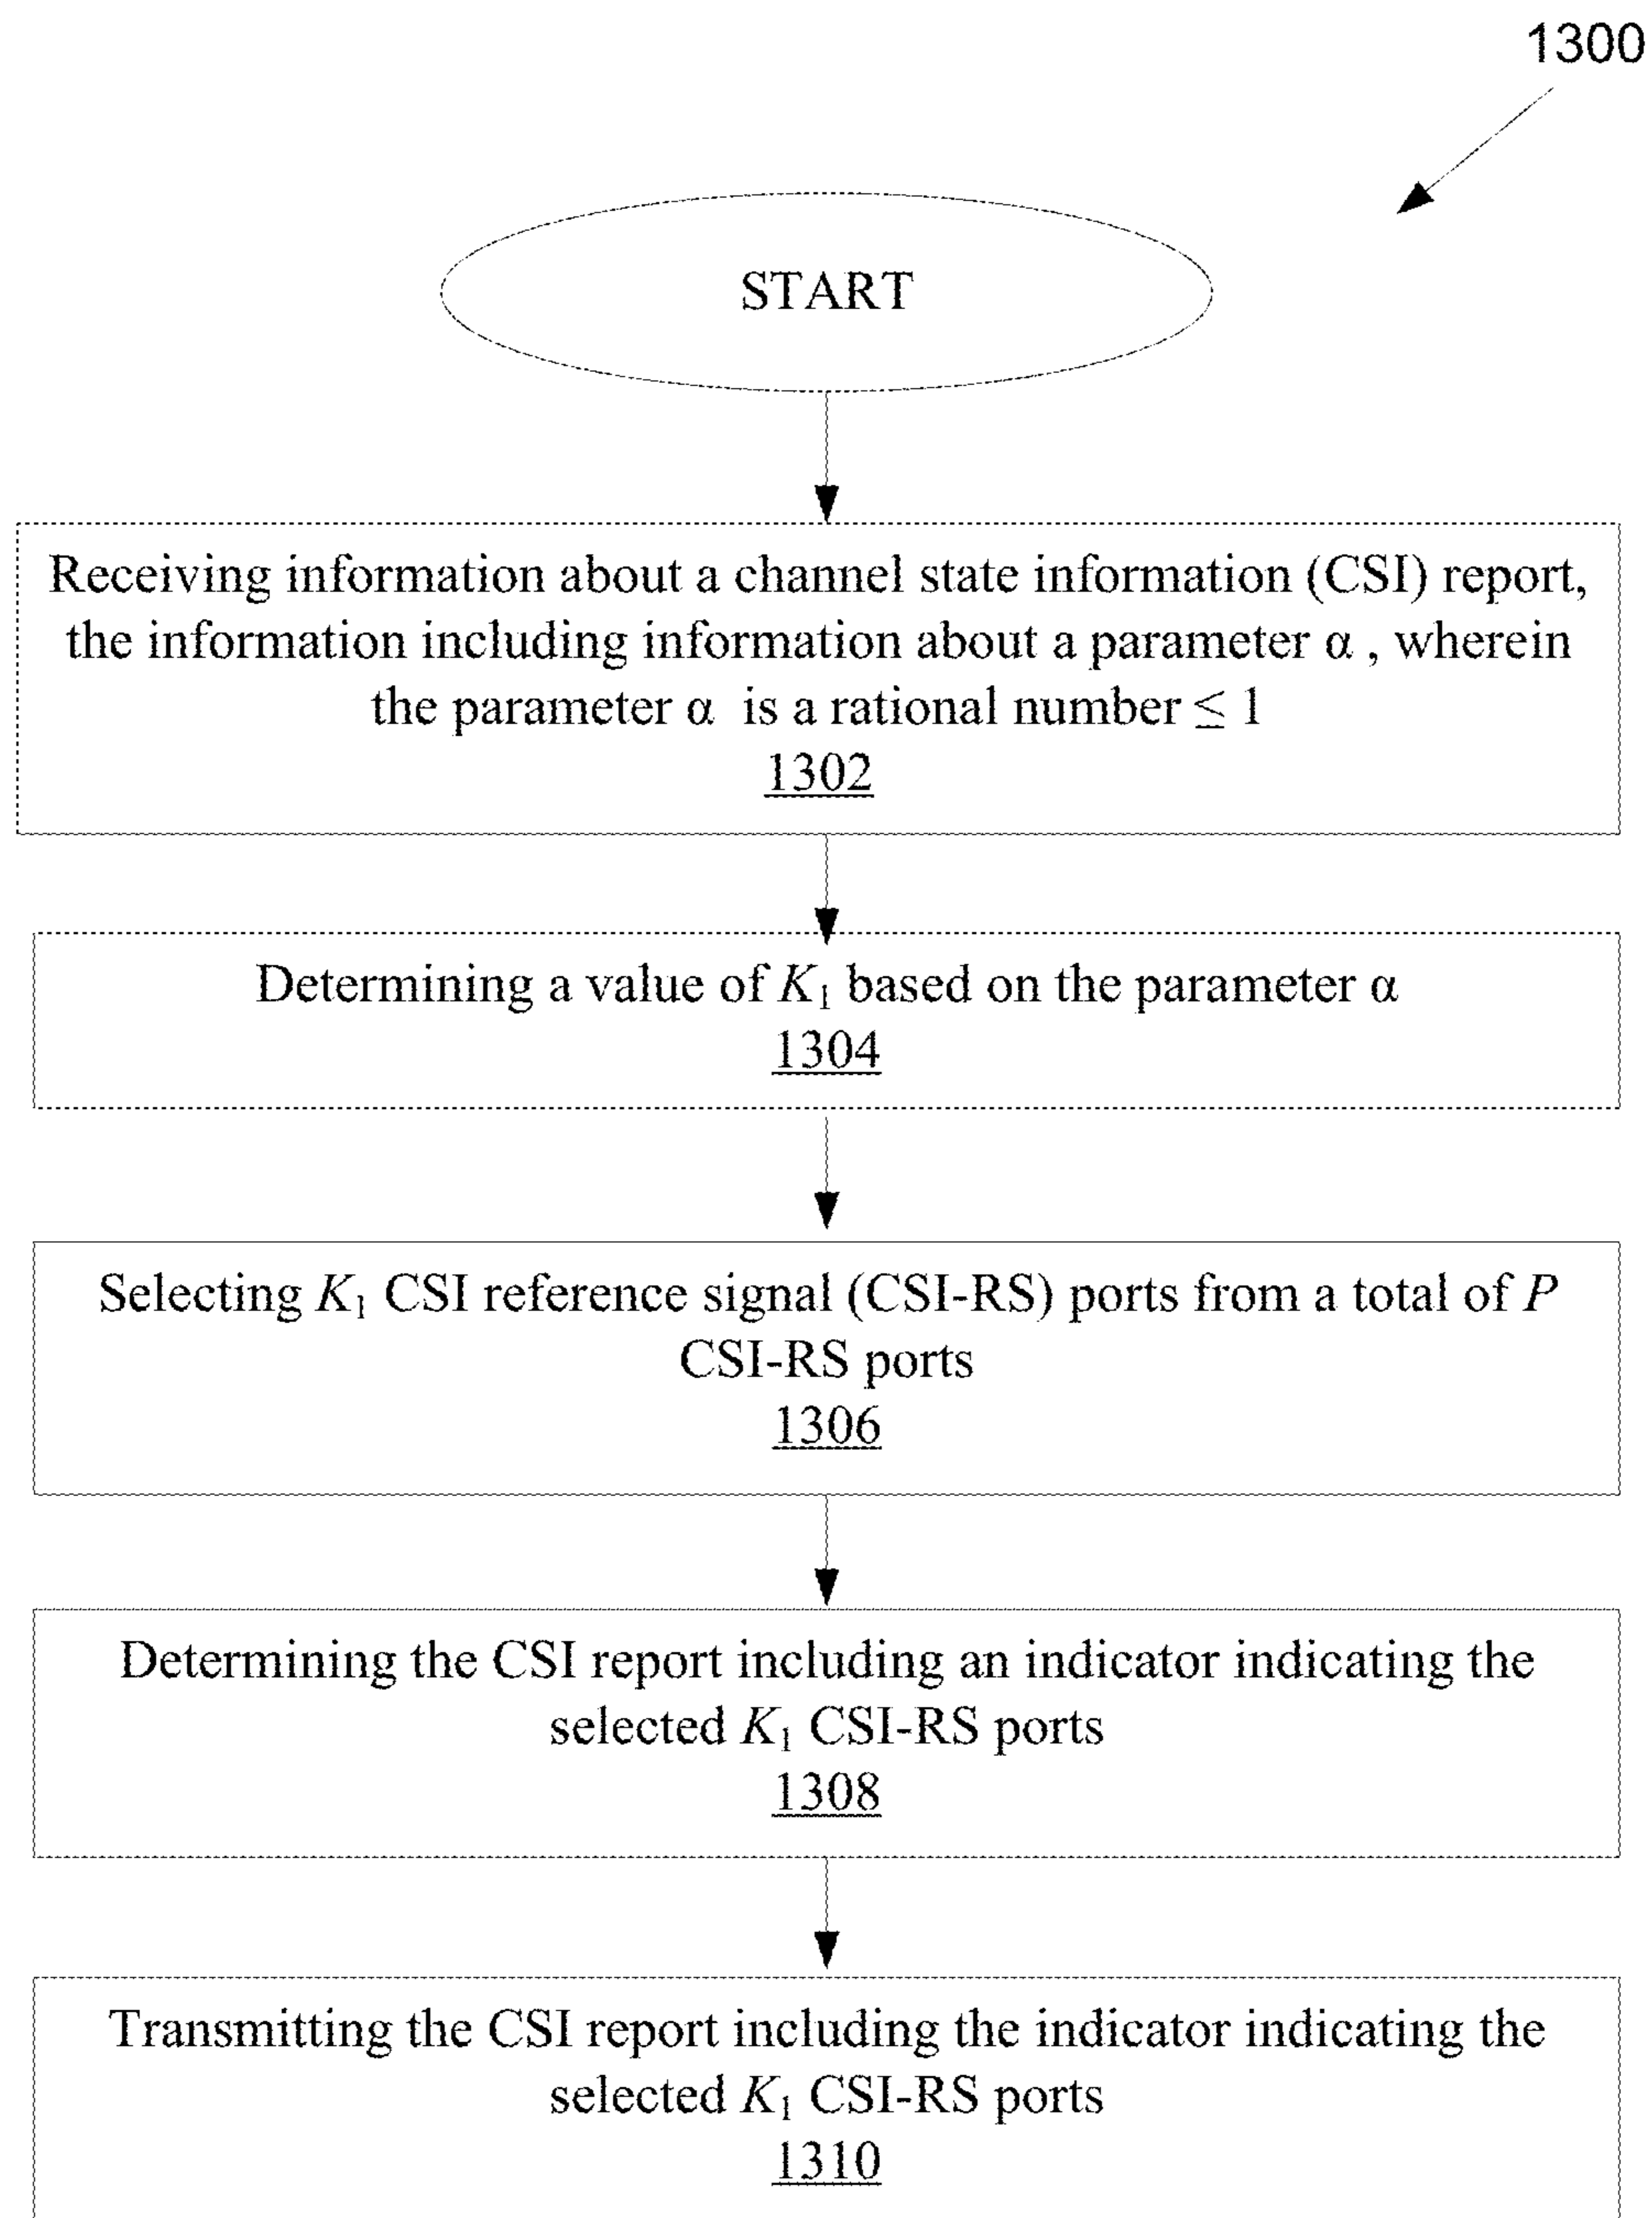 1300
START
Receiving information about a channel state information (CSI) report,
the information including information about a parameter α , wherein
the parameter α is a rational number ≤ 1
1302
Determining a value of K₁ based on the parameter α
1304
Selecting K₁ CSI reference signal (CSI-RS) ports from a total of P
CSI-RS ports
1306
Determining the CSI report including an indicator indicating the
selected K₁ CSI-RS ports
1308
Transmitting the CSI report including the indicator indicating the
selected K₁ CSI-RS ports
1310